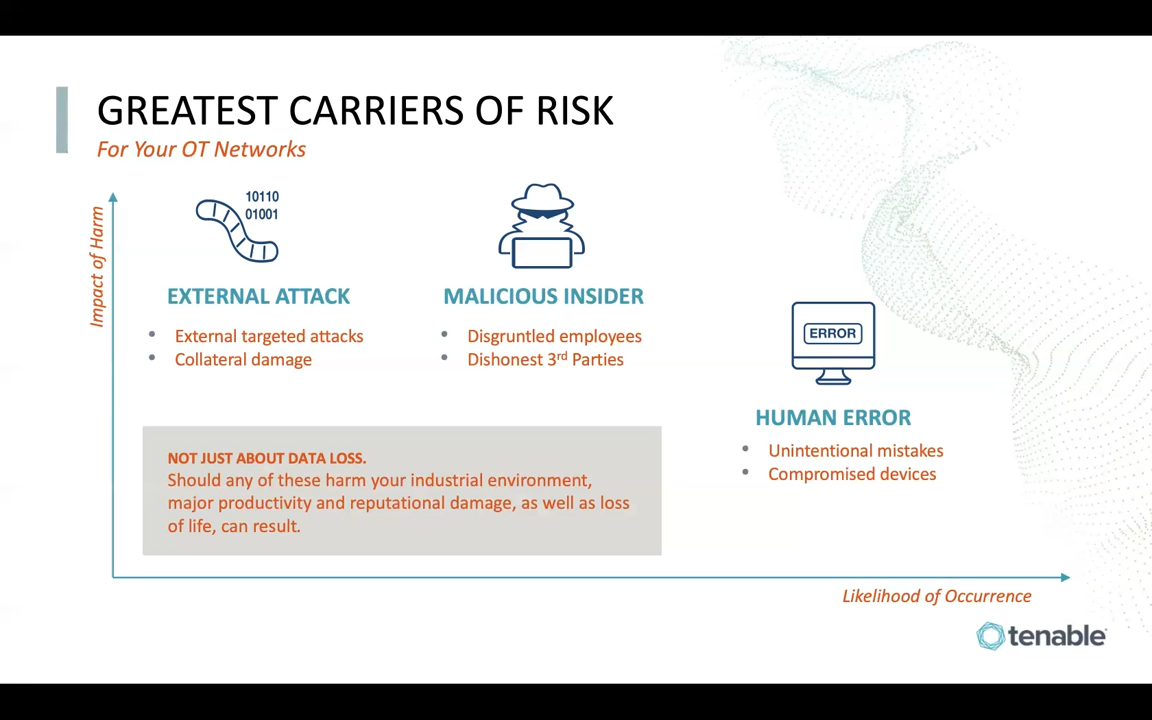 GREATEST CARRIERS OF RISK
For Your OT Networks
Impact of Harm
10110
01001
EXTERNAL ATTACK
• External targeted attacks
• Collateral damage
MALICIOUS INSIDER
• Disgruntled employees
• Dishonest 3rd Parties
ERROR
HUMAN ERROR
• Unintentional mistakes
• Compromised devices
NOT JUST ABOUT DATA LOSS.
Should any of these harm your industrial environment,
major productivity and reputational damage, as well as loss
of life, can result.
Likelihood of Occurrence
tenable